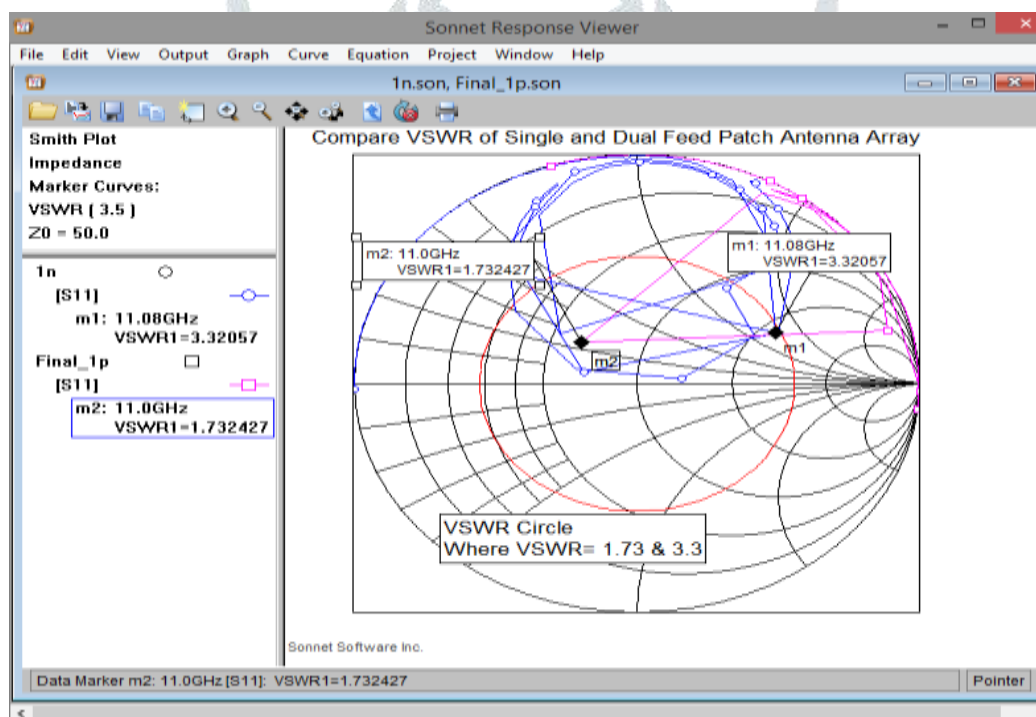 Sonnet Response Viewer
File Edit View Output Graph Curve Equation Project Window Help
1n.son, Final_1p.son
Smith Plot
Impedance
Marker Curves:
VSWR ( 3.5 )
Z0 = 50.0
1n
[S11]
m1: 11.08GHz
VSWR1=3.32057
Final_1p
[S11]
m2: 11.0GHz
VSWR1=1.732427
Compare VSWR of Single and Dual Feed Patch Antenna Array
m2: 11.0GHz
VSWR1=1.732427
m1: 11.08GHz
VSWR1=3.32057
m1
m2
VSWR Circle
Where VSWR= 1.73 & 3.3
Sonnet Software Inc.
Data Marker m2: 11.0GHz [S11]: VSWR1=1.732427
Pointer